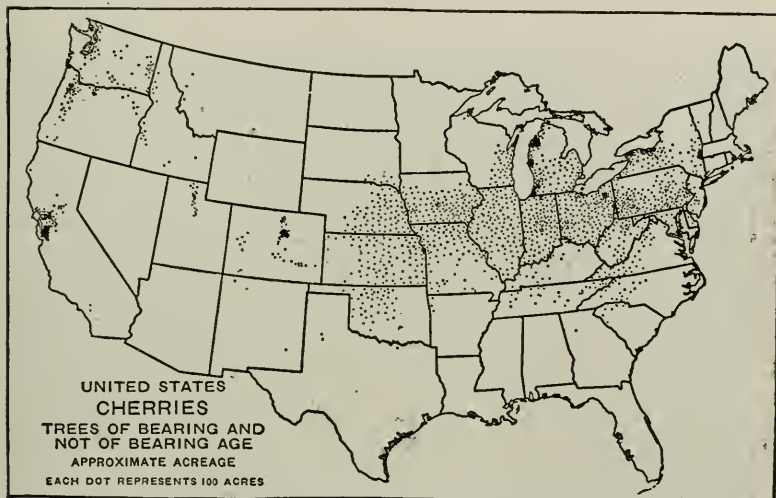 UNITED STATES
CHERRIES
TREES OF BEARING AND
NOT OF BEARING AGE
APPROXIMATE ACREAGE
EACH DOT REPRESENTS 100 ACRES